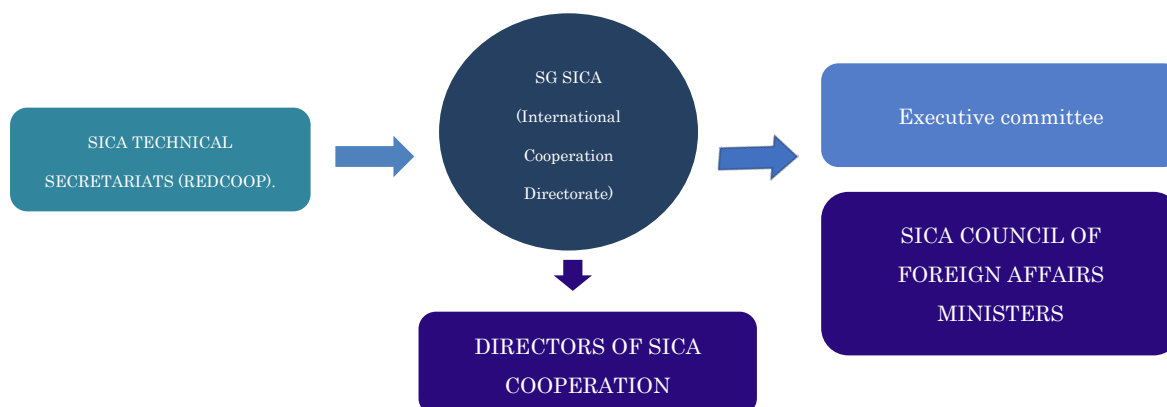 SICA TECHNICAL
SECRETARIATS (REDCOOP).
SG SICA
(International
Cooperation
Directorate)
Executive committee
SICA COUNCIL OF
FOREIGN AFFAIRS
MINISTERS
DIRECTORS OF SICA
COOPERATION